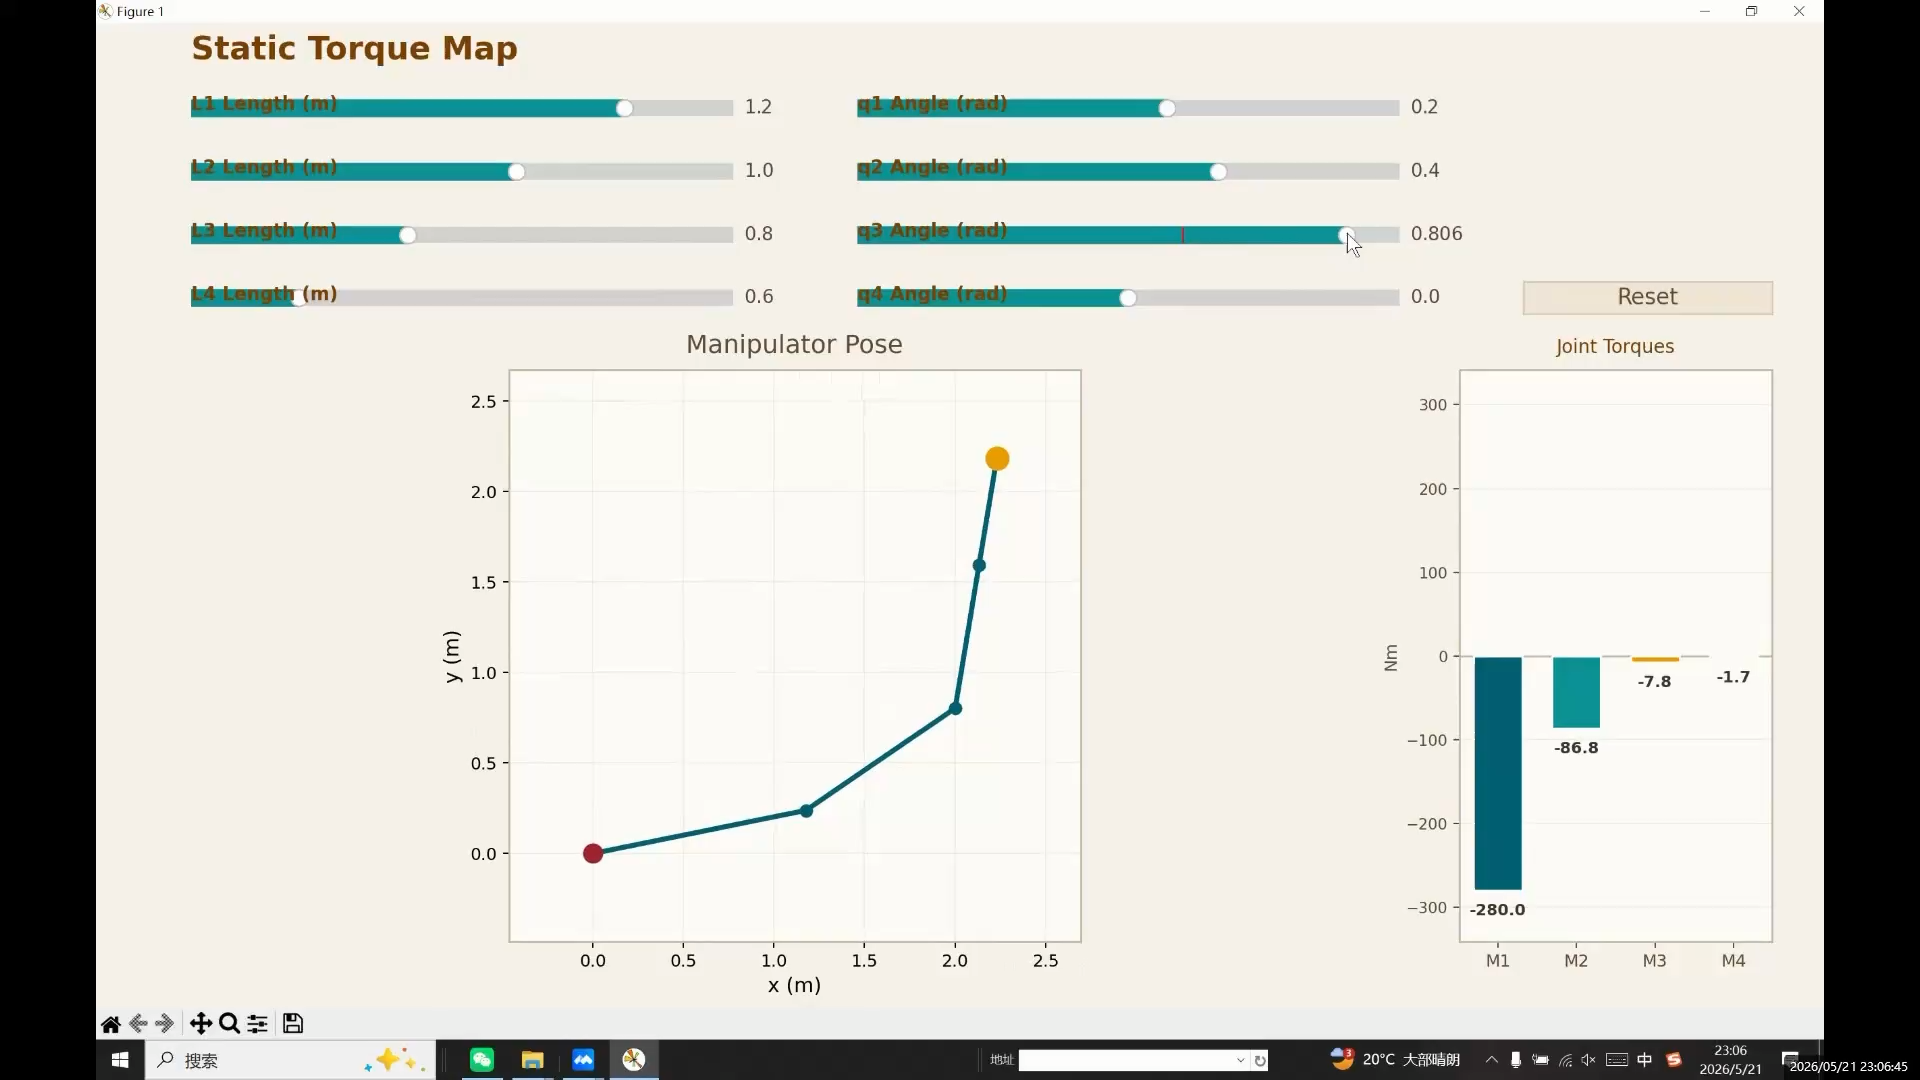 Figure 1
Static Torque Map
L1 Length (m) 1.2
q1 Angle (rad) 0.2
L2 Length (m) 1.0
q2 Angle (rad) 0.4
L3 Length (m) 0.8
q3 Angle (rad) 0.806
L4 Length (m) 0.6
q4 Angle (rad) 0.0
Reset
Manipulator Pose
2.5
2.0
1.5
1.0
0.5
0.0
y (m)
0.0 0.5 1.0 1.5 2.0 2.5
x (m)
Joint Torques
300
200
100
0
−100
−200
−300
Nm
-7.8
-1.7
-86.8
-280.0
M1 M2 M3 M4
搜索
地址
3
20°C 大部晴朗
中
S
23:06
2026/5/21
2026/05/21 23:06:45